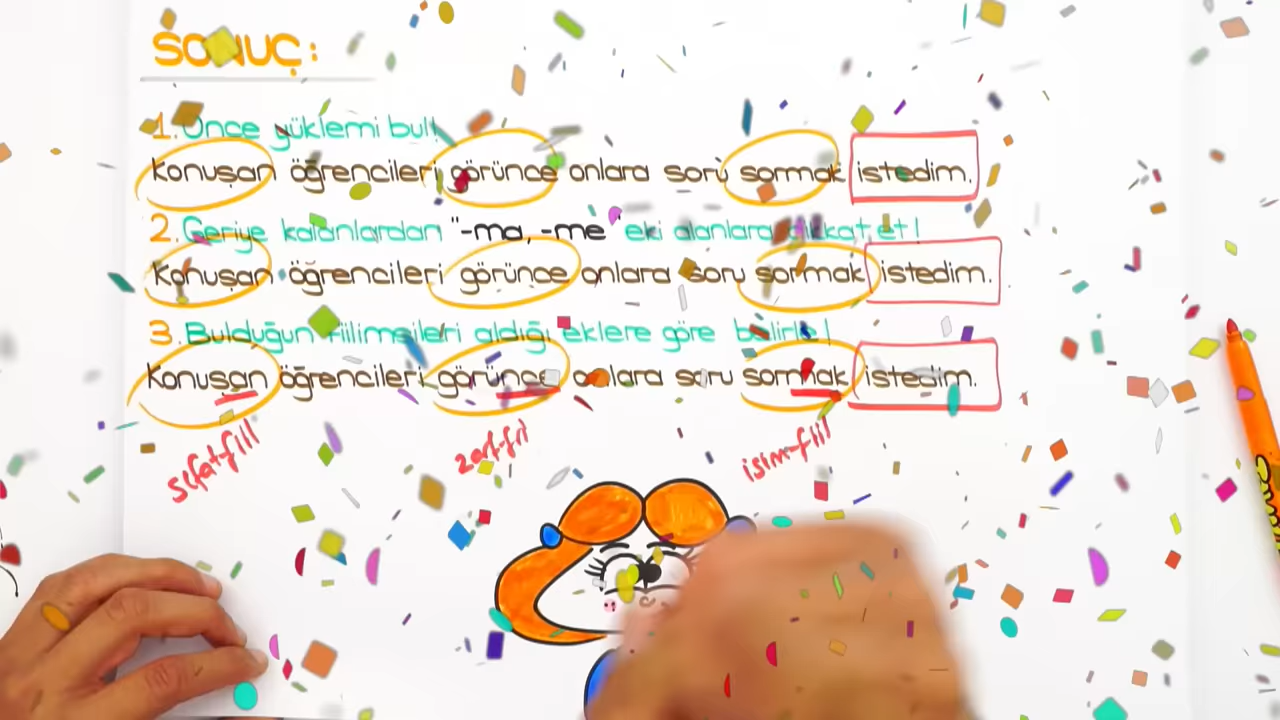 SONUÇ:
1. Önce yüklemi bul!
Konuşan öğrencileri görünce onlara soru sormak istedim.
2. Geriye kalanlardan "-ma, -me" eki alanlara dikkat et!
Konuşan öğrencileri görünce onlara soru sormak istedim.
3. Bulduğun fiilimsileri aldığı eklere göre belirle!
Konuşan öğrencileri görünce onlara soru sormak istedim.
sıfat-fiil zarf-fii isim-fiil